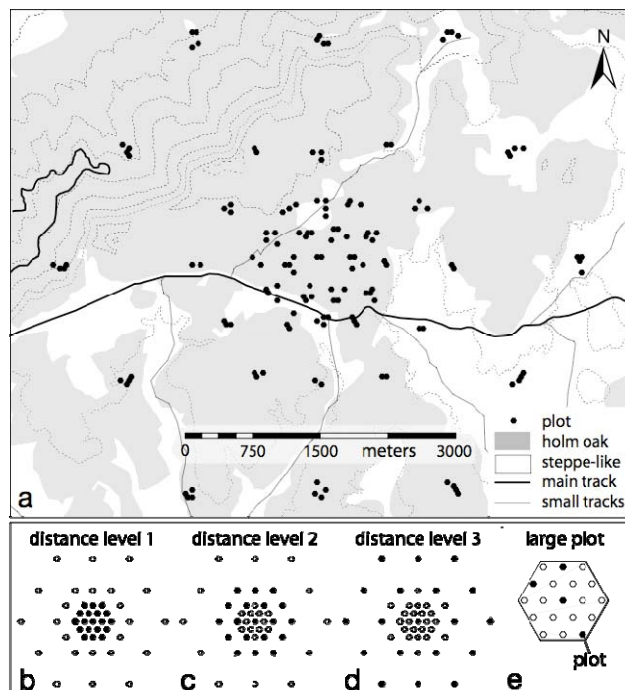 N
plot
holm oak
steppe-like
main track
small tracks
0 750 1500 meters 3000
a
distance level 1 distance level 2 distance level 3 large plot
plot
b c d e